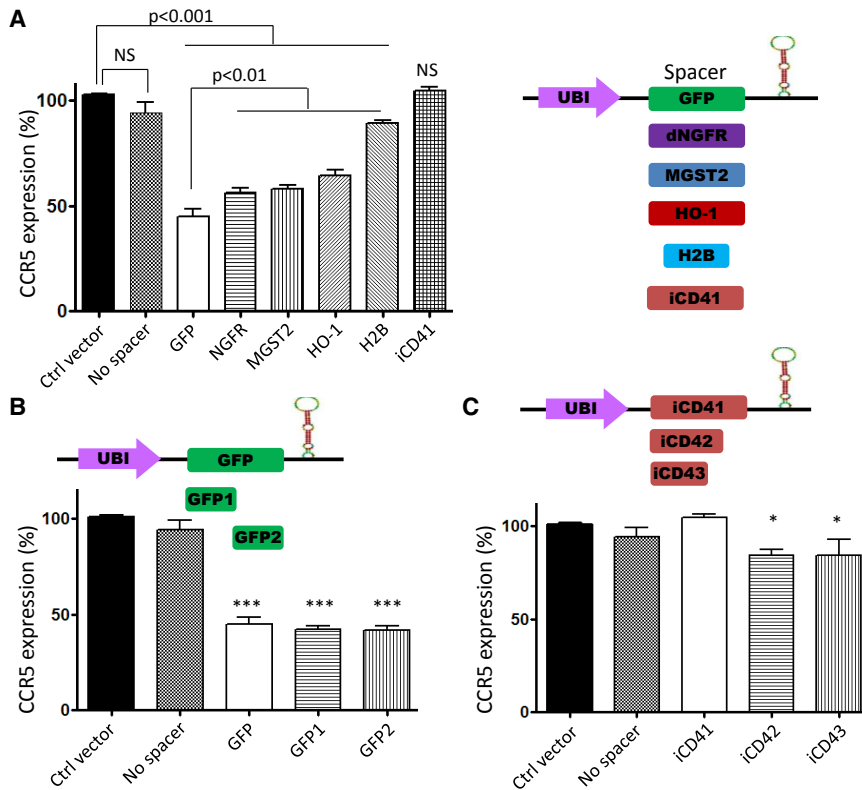 A
p<0.001
NS
p<0.01
NS
CCR5 expression (%)
100
50
0
Ctrl vector
No spacer
GFP
NGFR
MGST2
HO-1
H2B
iCD41
Spacer
UBI
GFP
dNGFR
MGST2
HO-1
H2B
iCD41
B
UBI
GFP
GFP1
GFP2
CCR5 expression (%)
100
50
0
***
***
***
Ctrl vector
No spacer
GFP
GFP1
GFP2
C
UBI
iCD41
iCD42
iCD43
CCR5 expression (%)
100
50
0
*
*
Ctrl vector
No spacer
iCD41
iCD42
iCD43